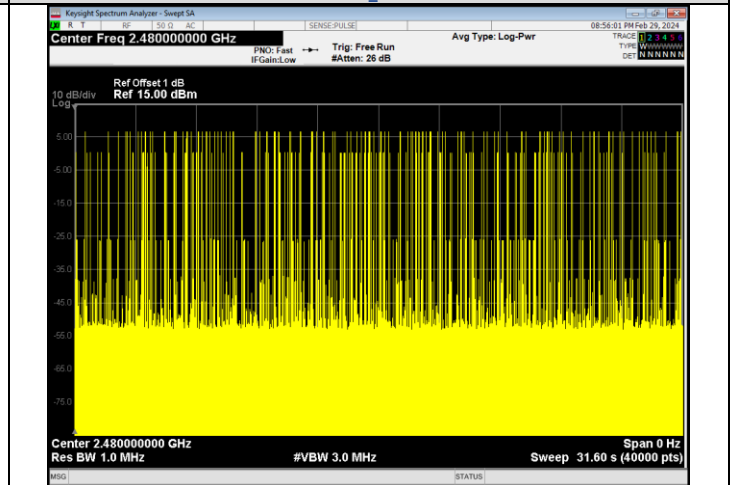 Keysight Spectrum Analyzer - Swept SA
R T RF 50 Ω AC SENSE:PULSE 08:56:01 PM Feb 29, 2024
Center Freq 2.480000000 GHz
Avg Type: Log-Pwr
TRACE 1 2 3 4 5 6
PNO: Fast Trig: Free Run
TYPE WWWWWW
IFGain:Low #Atten: 26 dB
DET N N N N N N
Ref Offset 1 dB
10 dB/div Ref 15.00 dBm
Log
5.00
-5.00
-15.0
-25.0
-35.0
-45.0
-55.0
-65.0
-75.0
Center 2.480000000 GHz Span 0 Hz
Res BW 1.0 MHz #VBW 3.0 MHz Sweep 31.60 s (40000 pts)
MSG STATUS